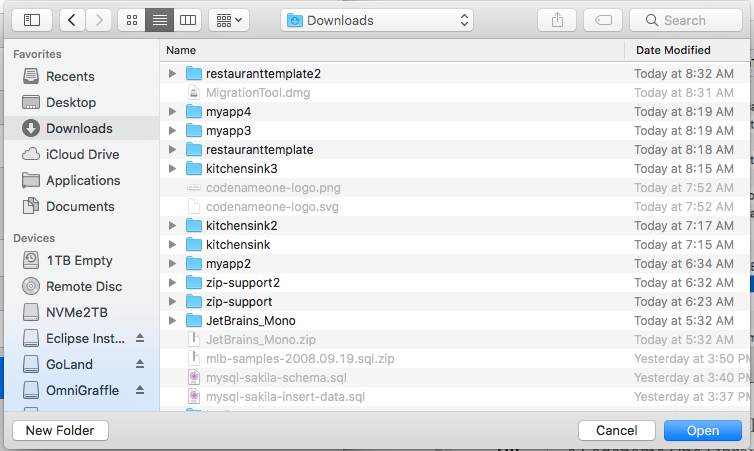 Downloads
Search
Favorites
Recents
Desktop
Downloads
iCloud Drive
Applications
Documents
Devices
1TB Empty
Remote Disc
NVMe2TB
Eclipse Inst...
GoLand
OmniGraffle
Name Date Modified
restauranttemplate2 Today at 8:32 AM
MigrationTool.dmg Today at 8:31 AM
myapp4 Today at 8:19 AM
myapp3 Today at 8:19 AM
restauranttemplate Today at 8:18 AM
kitchensink3 Today at 8:15 AM
codenameone-logo.png Today at 7:52 AM
codenameone-logo.svg Today at 7:52 AM
kitchensink2 Today at 7:17 AM
kitchensink Today at 7:15 AM
myapp2 Today at 6:34 AM
zip-support2 Today at 6:32 AM
zip-support Today at 6:23 AM
JetBrains_Mono Today at 5:32 AM
JetBrains_Mono.zip Today at 5:32 AM
mlb-samples-2008.09.19.sql.zip Yesterday at 3:50 PM
mysql-sakila-schema.sql Yesterday at 3:40 PM
mysql-sakila-insert-data.sql Yesterday at 3:37 PM
New Folder Cancel Open